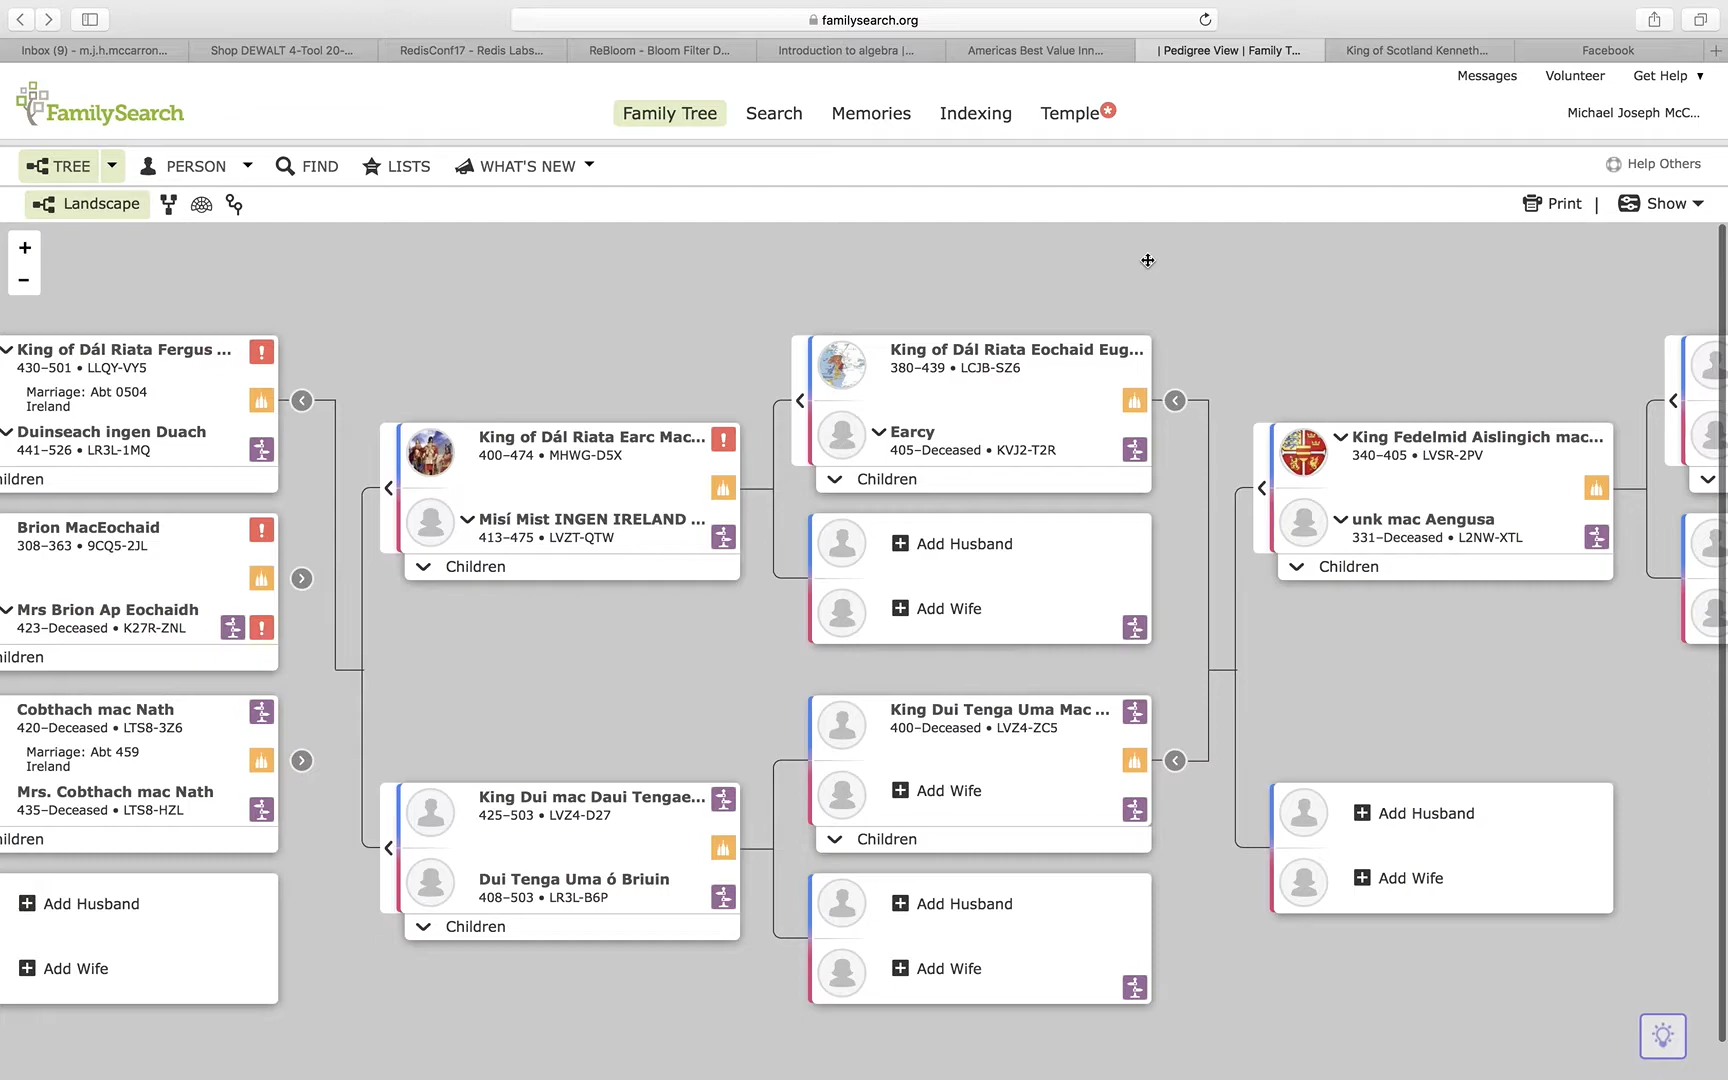 familysearch.org
Inbox (9) - m.j.h.mccarron...
Shop DEWALT 4-Tool 20-...
RedisConf17 - Redis Labs...
ReBloom - Bloom Filter D...
Introduction to algebra |...
Americas Best Value Inn...
| Pedigree View | Family T...
King of Scotland Kenneth...
Facebook
Messages
Volunteer
Get Help
FamilySearch
Family Tree
Search
Memories
Indexing
Temple
Michael Joseph McC...
TREE
PERSON
FIND
LISTS
WHAT'S NEW
Help Others
Landscape
Print |
Show
+
−
King of Dál Riata Fergus ...
430–501 • LLQY-VY5
Marriage: Abt 0504
Ireland
Duinseach ingen Duach
441–526 • LR3L-1MQ
ildren
Brion MacEochaid
308–363 • 9CQ5-2JL
Mrs Brion Ap Eochaidh
423–Deceased • K27R-ZNL
hildren
Cobthach mac Nath
420–Deceased • LTS8-3Z6
Marriage: Abt 459
Ireland
Mrs. Cobthach mac Nath
435–Deceased • LTS8-HZL
hildren
Add Husband
Add Wife
King of Dál Riata Earc Mac...
400–474 • MHWG-D5X
Misí Mist INGEN IRELAND ...
413–475 • LVZT-QTW
Children
King Dui mac Daui Tengae...
425–503 • LVZ4-D27
Dui Tenga Uma ó Briuin
408–503 • LR3L-B6P
Children
King of Dál Riata Eochaid Eug...
380–439 • LCJB-SZ6
Earcy
405–Deceased • KVJ2-T2R
Children
Add Husband
Add Wife
King Dui Tenga Uma Mac ...
400–Deceased • LVZ4-ZC5
Add Wife
Children
Add Husband
Add Wife
King Fedelmid Aislingich mac...
340–405 • LVSR-2PV
unk mac Aengusa
331–Deceased • L2NW-XTL
Children
Add Husband
Add Wife